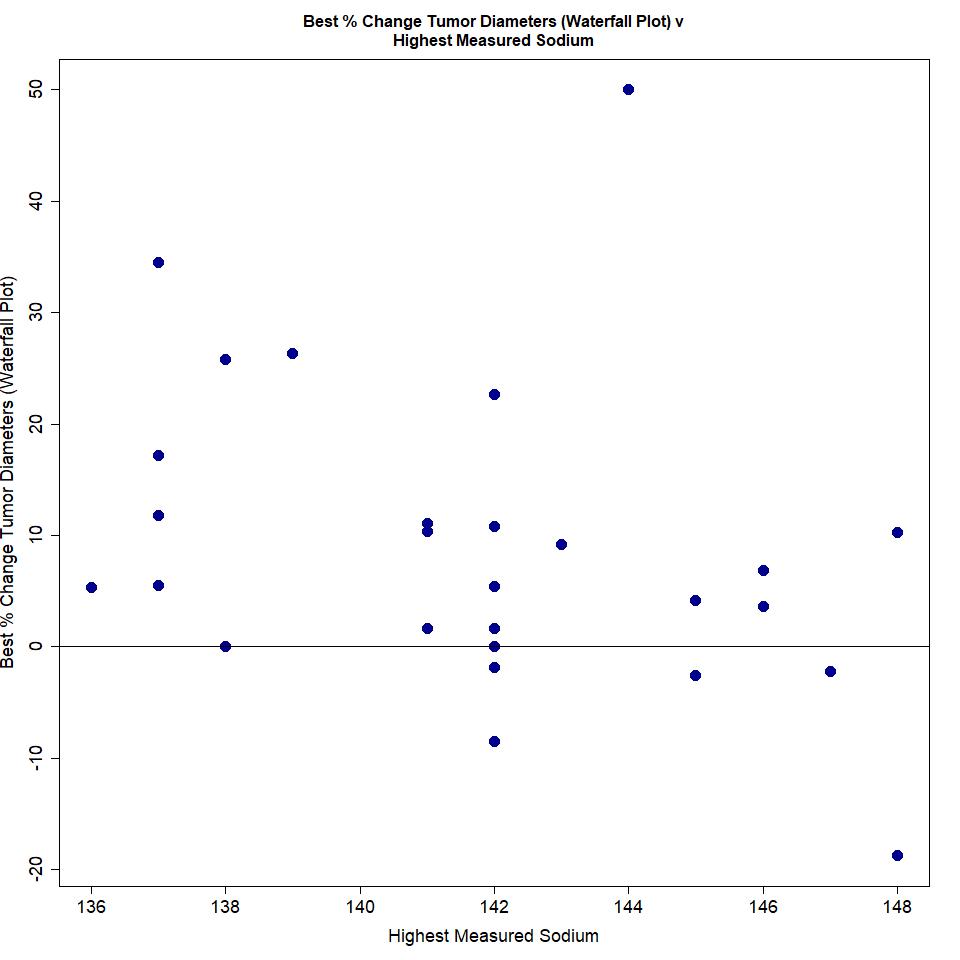 Best % Change Tumor Diameters (Waterfall Plot) v
Highest Measured Sodium
Best % Change Tumor Diameters (Waterfall Plot)
50
40
30
20
10
0
-10
-20
136 138 140 142 144 146 148
Highest Measured Sodium